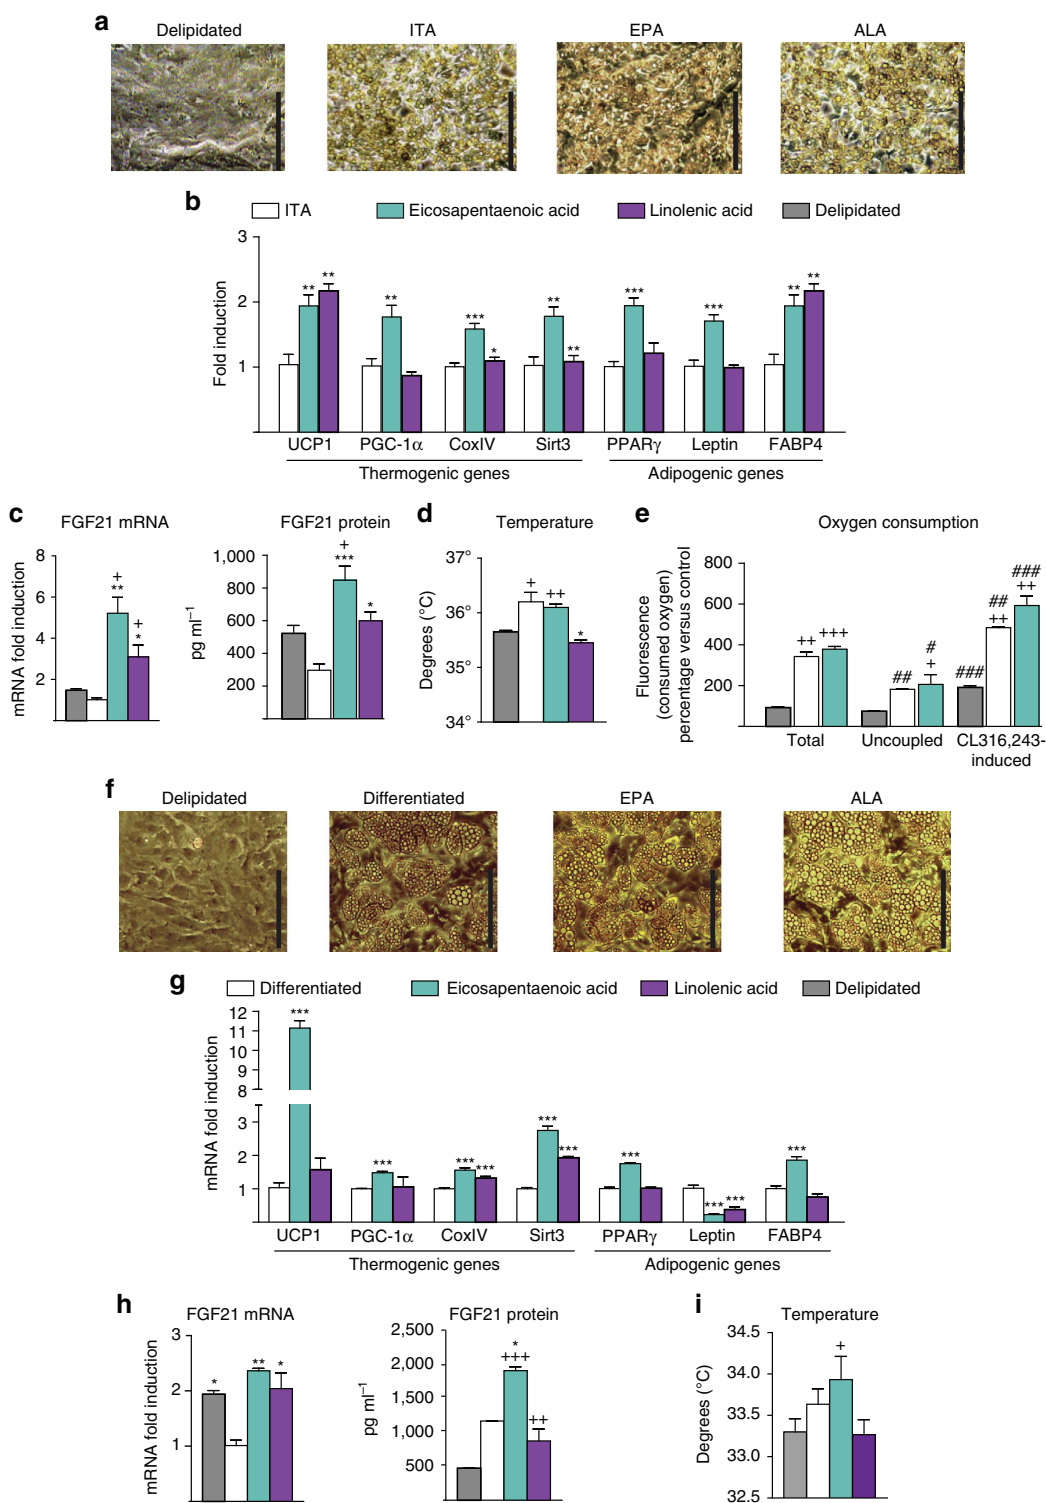 a
Delipidated ITA EPA ALA
b
ITA Eicosapentaenoic acid Linolenic acid Delipidated
3
2
1
Fold induction
** ** ** *** * ** ** *** *** ** **
UCP1 PGC-1α CoxIV Sirt3 PPARγ Leptin FABP4
Thermogenic genes Adipogenic genes
c
FGF21 mRNA
8
6
4
2
mRNA fold induction
+
**
+
*
FGF21 protein
1,000
800
600
400
200
pg ml⁻¹
+
***
*
d
Temperature
37°
36°
35°
34°
Degrees (°C)
+ ++ *
e
Oxygen consumption
800
600
400
200
Fluorescence
(consumed oxygen)
percentage versus control
++ +++
## #
+
### ##
++
###
++
Total Uncoupled CL316,243-
induced
f
Delipidated Differentiated EPA ALA
g
Differentiated Eicosapentaenoic acid Linolenic acid Delipidated
12
11
10
9
8
3
2
1
mRNA fold induction
*** *** *** *** *** *** *** *** *** ***
UCP1 PGC-1α CoxIV Sirt3 PPARγ Leptin FABP4
Thermogenic genes Adipogenic genes
h
FGF21 mRNA
3
2
1
mRNA fold induction
* ** *
FGF21 protein
2,500
2,000
1,500
1,000
500
pg ml⁻¹
*
+++
++
i
Temperature
34.5
34.0
33.5
33.0
32.5
Degrees (°C)
+